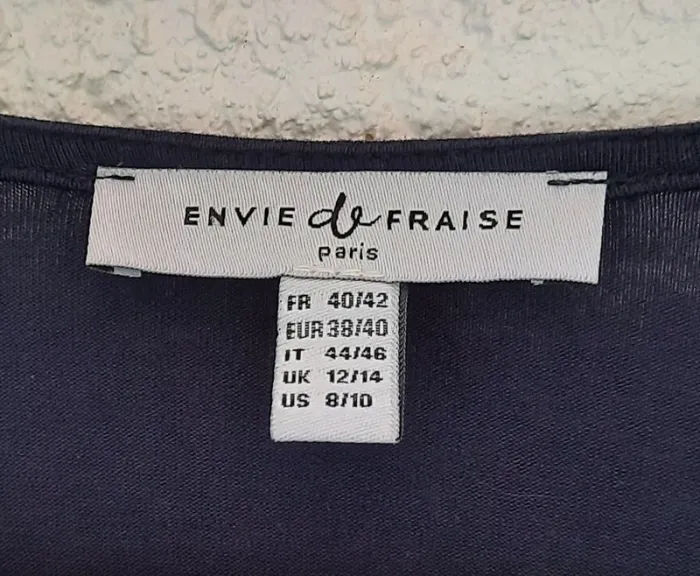 ENVIE de FRAISE
paris
FR 40/42
EUR 38/40
IT 44/46
UK 12/14
US 8/10